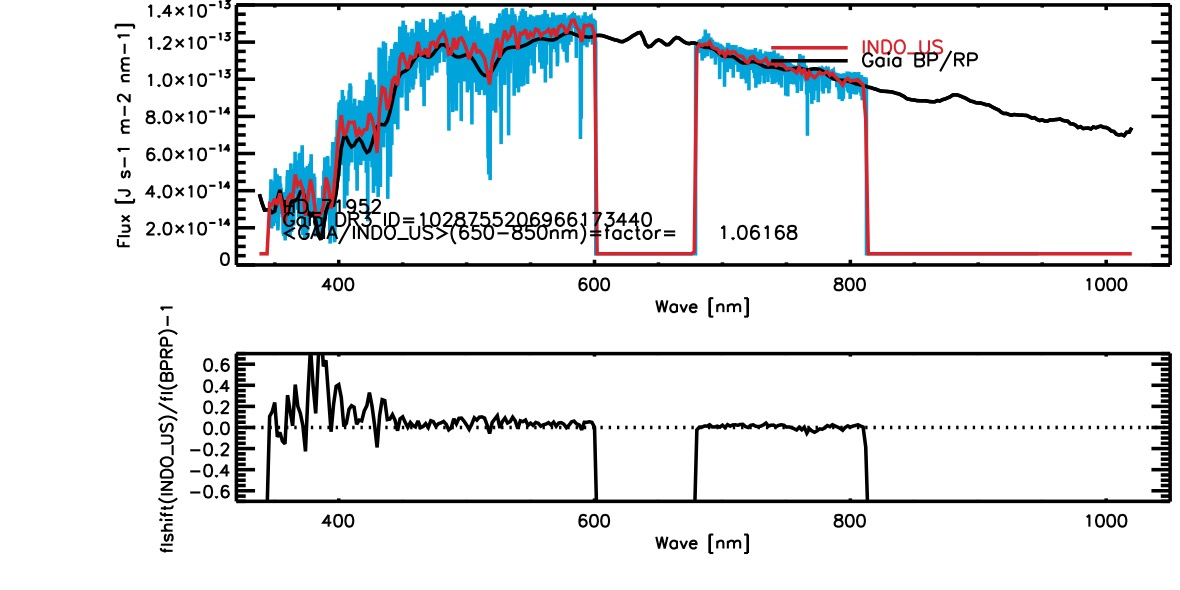 1.4×10−13
1.2×10−13
1.0×10−13
8.0×10−14
6.0×10−14
4.0×10−14
2.0×10−14
0
Flux [J s−1 m−2 nm−1]
INDO_US
Gaia BP/RP
HD_71952
Gaia DR3_ID=1028755206966173440
<GAIA/INDO_US>(650−850nm)=factor= 1.06168
400 600 800 1000
Wave [nm]
flshift(INDO_US)/fl(BPRP)−1
0.6
0.4
0.2
0.0
−0.2
−0.4
−0.6
400 600 800 1000
Wave [nm]